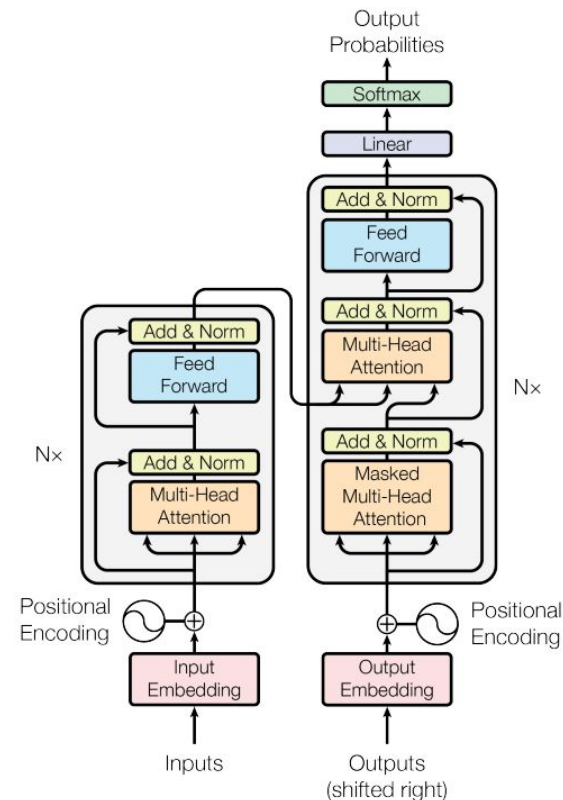 Output
Probabilities
Softmax
Linear
Add & Norm
Feed
Forward
Add & Norm
Multi-Head
Attention
Add & Norm
Masked
Multi-Head
Attention
Nx
Add & Norm
Feed
Forward
Add & Norm
Multi-Head
Attention
Nx
Positional
Encoding
Positional
Encoding
Input
Embedding
Output
Embedding
Inputs
Outputs
(shifted right)